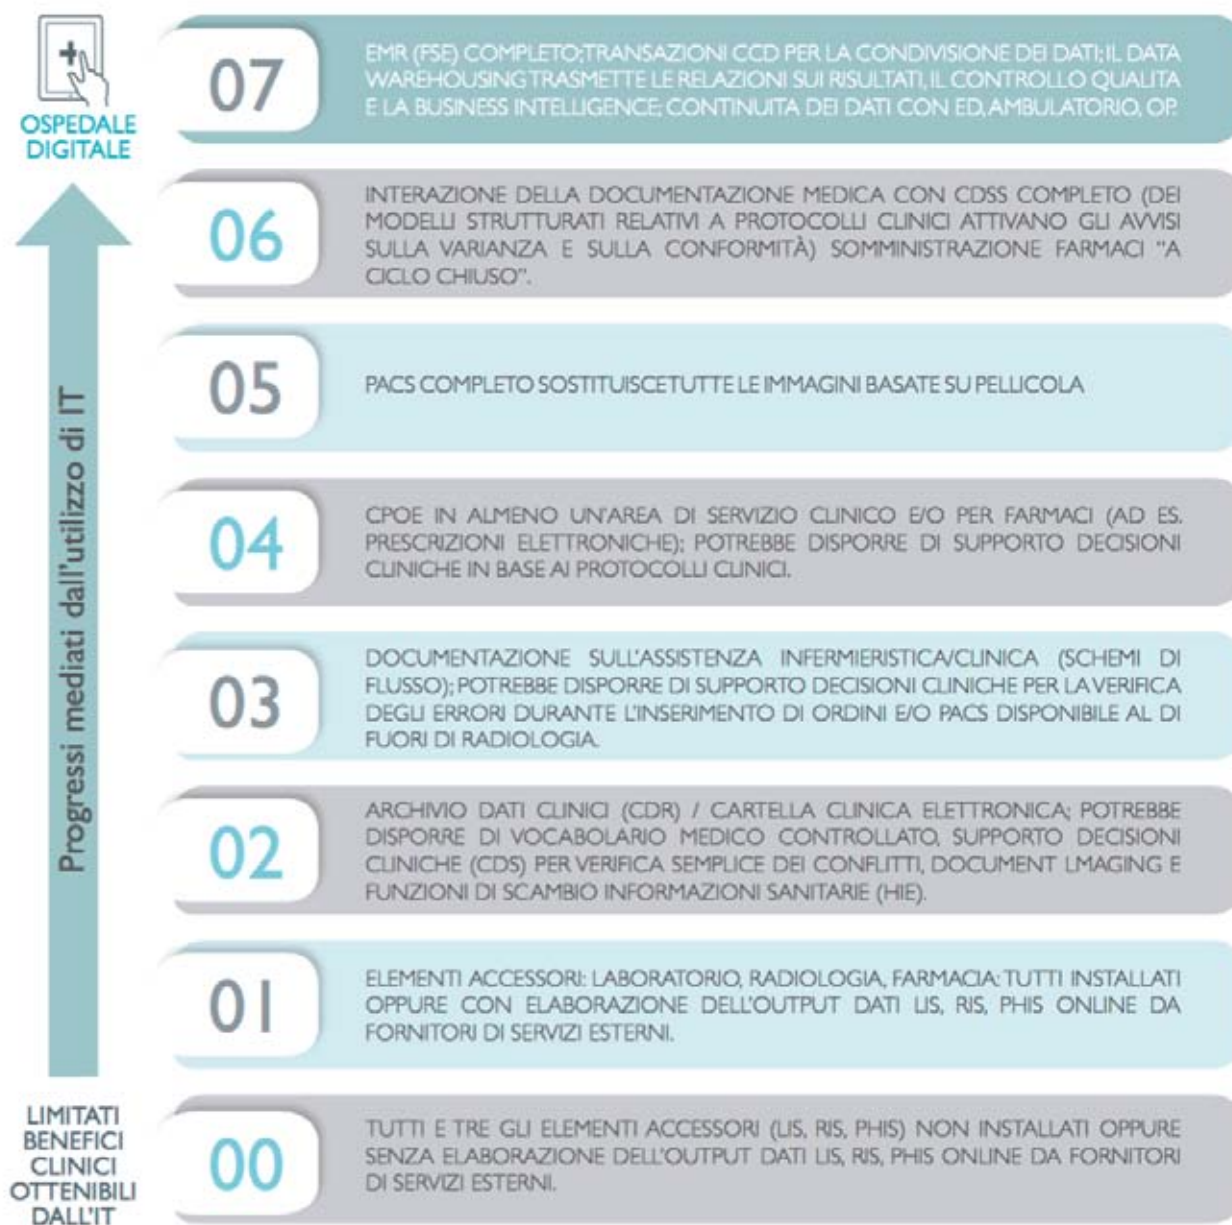 OSPEDALE
DIGITALE
07
EMR (FSE) COMPLETO; TRANSAZIONI CCD PER LA CONDIVISIONE DEI DATI; IL DATA
WAREHOUSING TRASMETTE LE RELAZIONI SUI RISULTATI, IL CONTROLLO QUALITA
E LA BUSINESS INTELLIGENCE; CONTINUITA DEI DATI CON ED, AMBULATORIO, OP.
06
INTERAZIONE DELLA DOCUMENTAZIONE MEDICA CON CDSS COMPLETO (DEI
MODELLI STRUTTURATI RELATIVI A PROTOCOLLI CLINICI ATTIVANO GLI AVVISI
SULLA VARIANZA E SULLA CONFORMITÀ) SOMMINISTRAZIONE FARMACI "A
CICLO CHIUSO".
05
PACS COMPLETO SOSTITUISCETUTTE LE IMMAGINI BASATE SU PELLICOLA
04
CPOE IN ALMENO UN'AREA DI SERVIZIO CLINICO E/O PER FARMACI (AD ES.
PRESCRIZIONI ELETTRONICHE); POTREBBE DISPORRE DI SUPPORTO DECISIONI
CLINICHE IN BASE AI PROTOCOLLI CLINICI.
03
DOCUMENTAZIONE SULL'ASSISTENZA INFERMIERISTICA/CLINICA (SCHEMI DI
FLUSSO); POTREBBE DISPORRE DI SUPPORTO DECISIONI CLINICHE PER LA VERIFICA
DEGLI ERRORI DURANTE L'INSERIMENTO DI ORDINI E/O PACS DISPONIBILE AL DI
FUORI DI RADIOLOGIA.
02
ARCHIVIO DATI CLINICI (CDR) / CARTELLA CLINICA ELETTRONICA; POTREBBE
DISPORRE DI VOCABOLARIO MEDICO CONTROLLATO, SUPPORTO DECISIONI
CLINICHE (CDS) PER VERIFICA SEMPLICE DEI CONFLITTI, DOCUMENT LMAGING E
FUNZIONI DI SCAMBIO INFORMAZIONI SANITARIE (HIE).
01
ELEMENTI ACCESSORI: LABORATORIO, RADIOLOGIA, FARMACIA: TUTTI INSTALLATI
OPPURE CON ELABORAZIONE DELL'OUTPUT DATI LIS, RIS, PHIS ONLINE DA
FORNITORI DI SERVIZI ESTERNI.
00
TUTTI E TRE GLI ELEMENTI ACCESSORI (LIS, RIS, PHIS) NON INSTALLATI OPPURE
SENZA ELABORAZIONE DELL'OUTPUT DATI LIS, RIS, PHIS ONLINE DA FORNITORI
DI SERVIZI ESTERNI.
Progressi mediati dall'utilizzo di IT
LIMITATI
BENEFICI
CLINICI
OTTENIBILI
DALL'IT